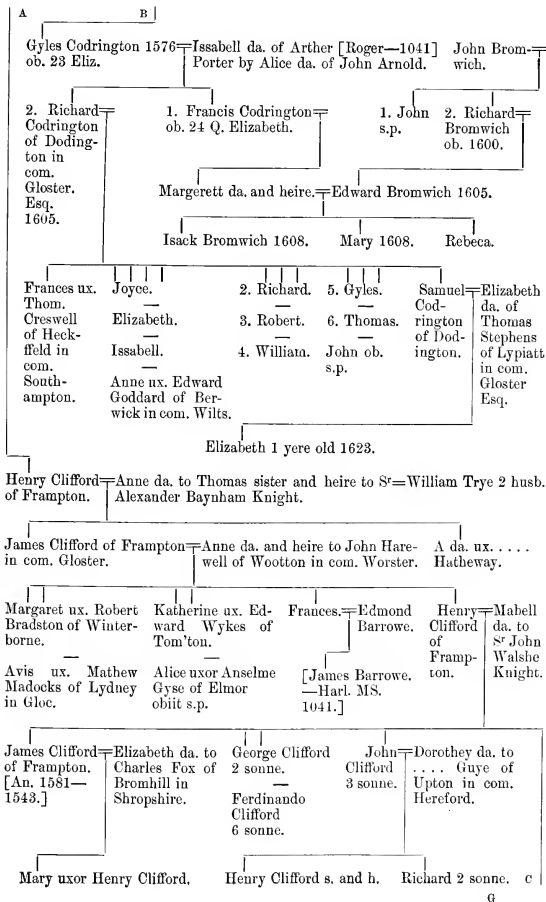 A B
Gyles Codrington 1576=Issabell da. of Arther [Roger—1041] John Brom-
ob. 23 Eliz. Porter by Alice da. of John Arnold. wich.
2. Richard= 1. Francis Codrington= 1. John 2. Richard=
Codrington ob. 24 Q. Elizabeth. s.p. Bromwich
of Doding- ob. 1600.
ton in
com.
Gloster. Margerett da. and heire.=Edward Bromwich 1605.
Esq.
1605.
Isack Bromwich 1608. Mary 1608. Rebeca.
Frances ux. Joyce. 2. Richard. 5. Gyles. Samuel=Elizabeth
Thom. — — — Cod- da. of
Creswell Elizabeth. 3. Robert. 6. Thomas. rington Thomas
of Heck- — — — of Dod- Stephens
ffeld in Issabell. 4. William. John ob. ington. of Lypiatt
com. — s.p. in com.
South- Anne ux. Edward Gloster
ampton. Goddard of Ber- Esq.
wick in com. Wilts.
Elizabeth 1 yere old 1623.
Henry Clifford=Anne da. to Thomas sister and heire to Sr=William Trye 2 husb.
of Frampton. Alexander Baynham Knight.
James Clifford of Frampton=Anne da. and heire to John Hare- A da. ux. . . . .
in com. Gloster. well of Wootton in com. Worster. Hatheway.
Margaret ux. Robert Katherine ux. Ed- Frances.=Edmond Henry=Mabell
Bradston of Winter- ward Wykes of Barrowe. Clifford da. to
borne. Tom'ton. of Sr John
— — Framp- Walshe
Avis ux. Mathew Alice uxor Anselme [James Barrowe. ton. Knight.
Madocks of Lydney Gyse of Elmor —Harl. MS.
in Gloc. obiit s.p. 1041.]
James Clifford=Elizabeth da. to George Clifford John=Dorothey da. to
of Frampton. Charles Fox of 2 sonne. Clifford . . . . Guye of
[An. 1581— Bromhill in — 3 sonne. Upton in com.
1543.] Shropshire. Ferdinando Hereford.
Clifford
6 sonne.
Mary uxor Henry Clifford. Henry Clifford s. and h. Richard 2 sonne. C
G